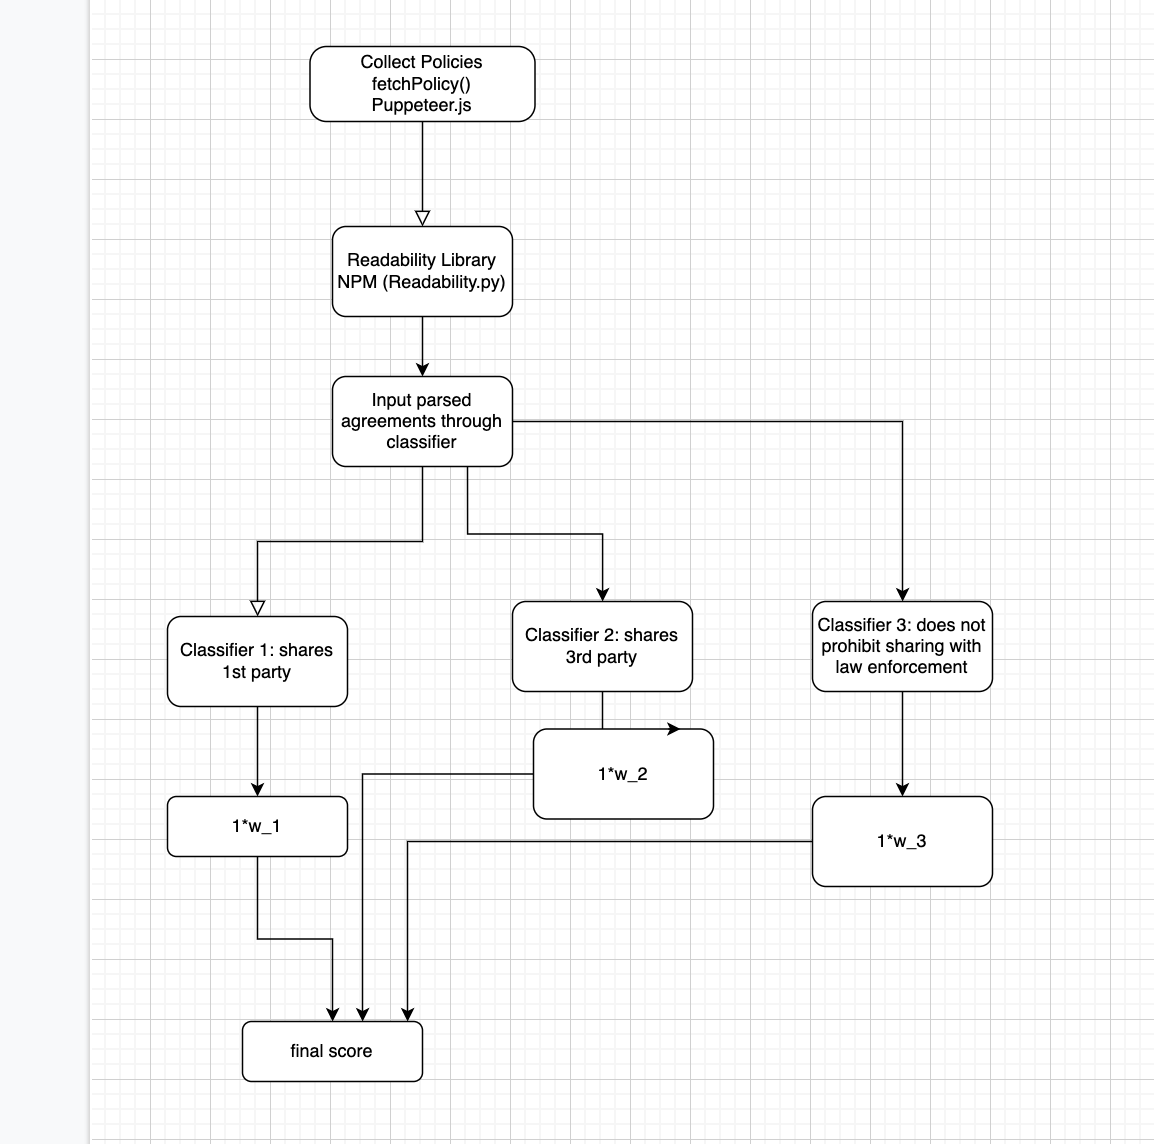 Collect Policies
fetchPolicy()
Puppeteer.js
Readability Library
NPM (Readability.py)
Input parsed
agreements through
classifier
Classifier 1: shares
1st party
Classifier 2: shares
3rd party
Classifier 3: does not
prohibit sharing with
law enforcement
1*w_1
1*w_2
1*w_3
final score